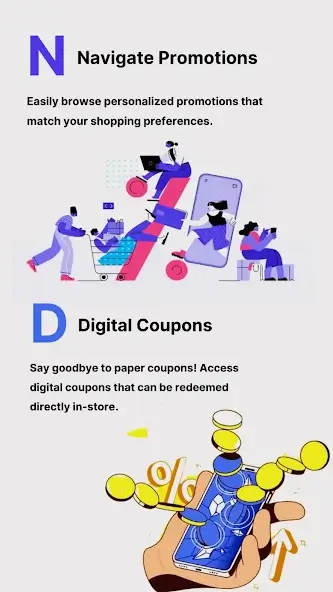 N Navigate Promotions
Easily browse personalized promotions that
match your shopping preferences.
D Digital Coupons
Say goodbye to paper coupons! Access
digital coupons that can be redeemed
directly in-store.
%